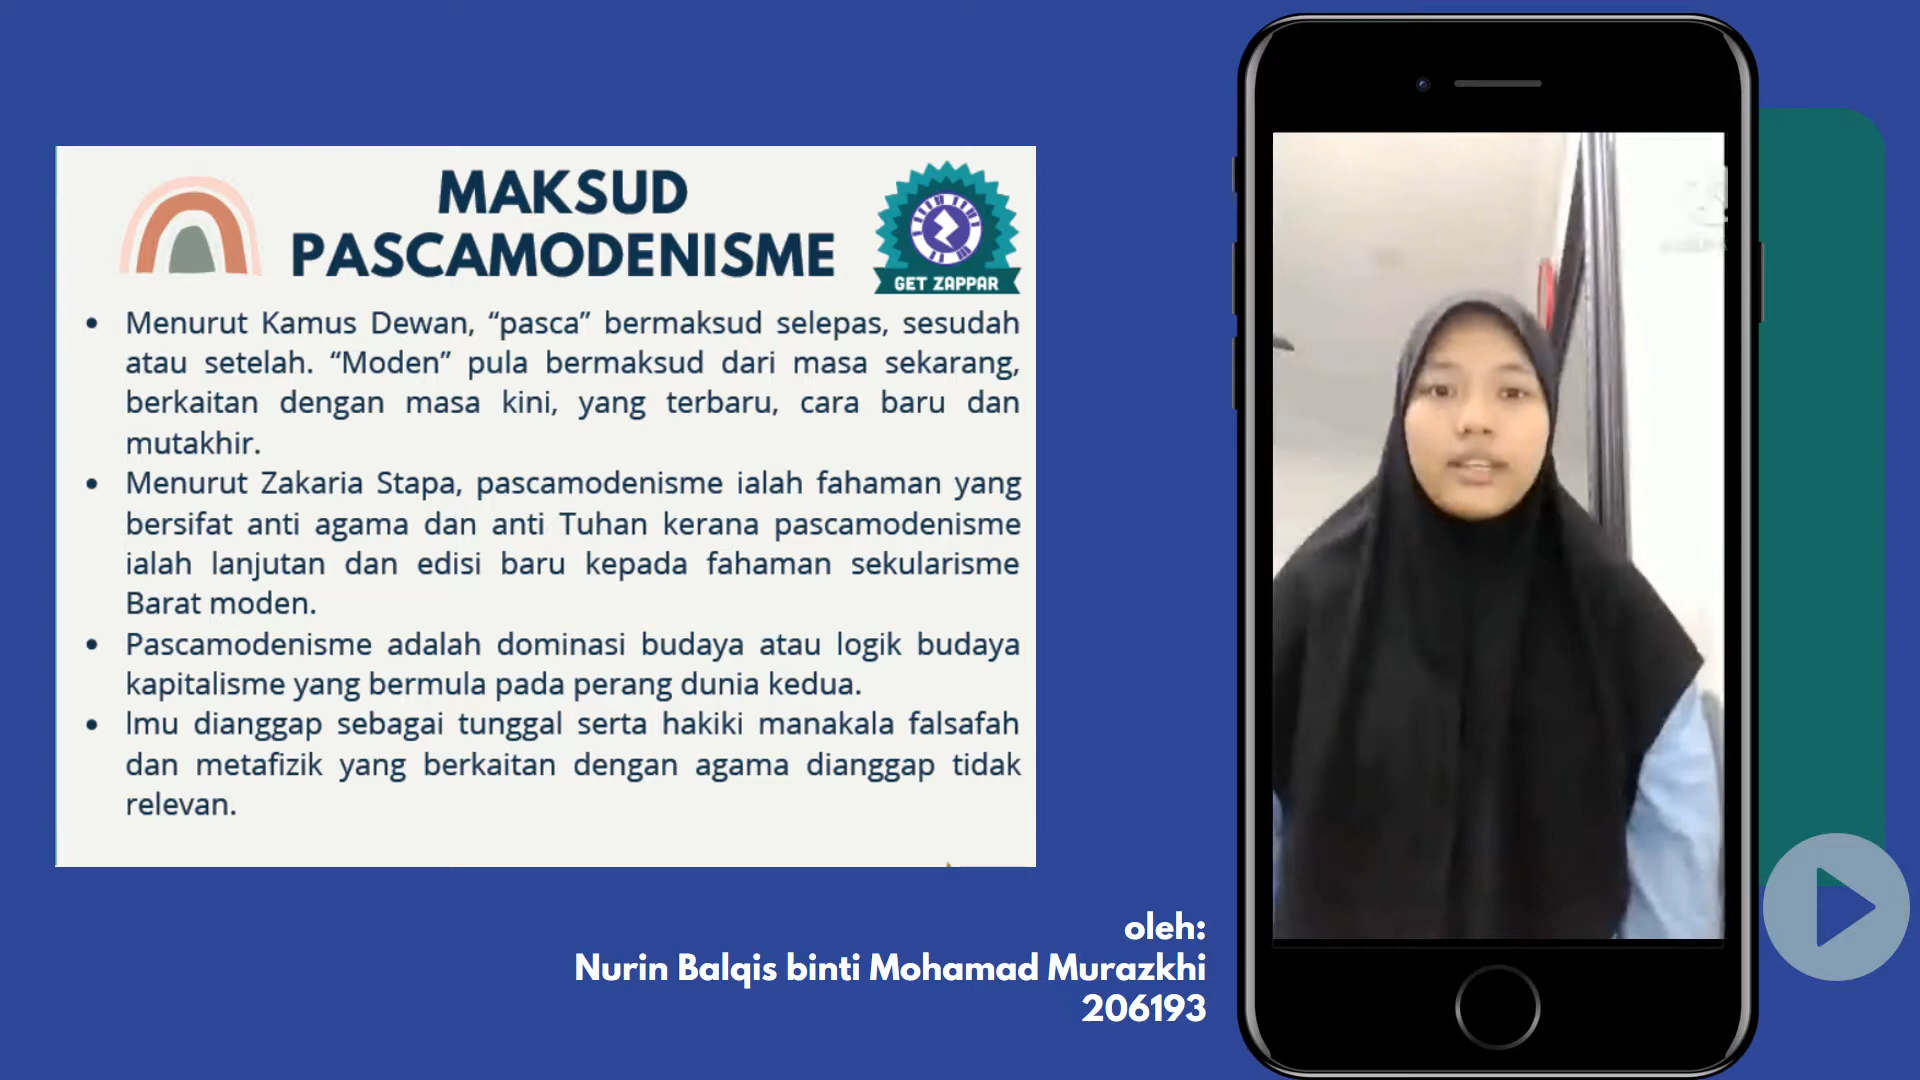 MAKSUD
PASCAMODENISME
GET ZAPPAR
• Menurut Kamus Dewan, “pasca” bermaksud selepas, sesudah
atau setelah. “Moden” pula bermaksud dari masa sekarang,
berkaitan dengan masa kini, yang terbaru, cara baru dan
mutakhir.
• Menurut Zakaria Stapa, pascamodenisme ialah fahaman yang
bersifat anti agama dan anti Tuhan kerana pascamodenisme
ialah lanjutan dan edisi baru kepada fahaman sekularisme
Barat moden.
• Pascamodenisme adalah dominasi budaya atau logik budaya
kapitalisme yang bermula pada perang dunia kedua.
• lmu dianggap sebagai tunggal serta hakiki manakala falsafah
dan metafizik yang berkaitan dengan agama dianggap tidak
relevan.
oleh:
Nurin Balqis binti Mohamad Murazkhi
206193